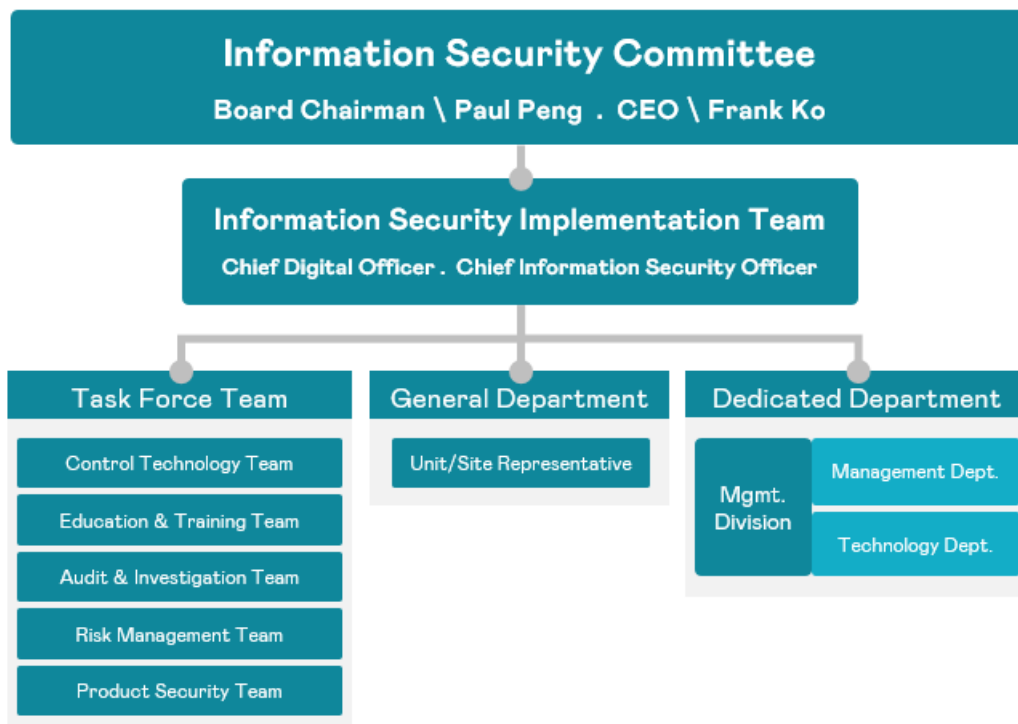 Information Security Committee
Board Chairman \ Paul Peng . CEO \ Frank Ko
Information Security Implementation Team
Chief Digital Officer . Chief Information Security Officer
Task Force Team
Control Technology Team
Education & Training Team
Audit & Investigation Team
Risk Management Team
Product Security Team
General Department
Unit/Site Representative
Dedicated Department
Mgmt.
Division
Management Dept.
Technology Dept.